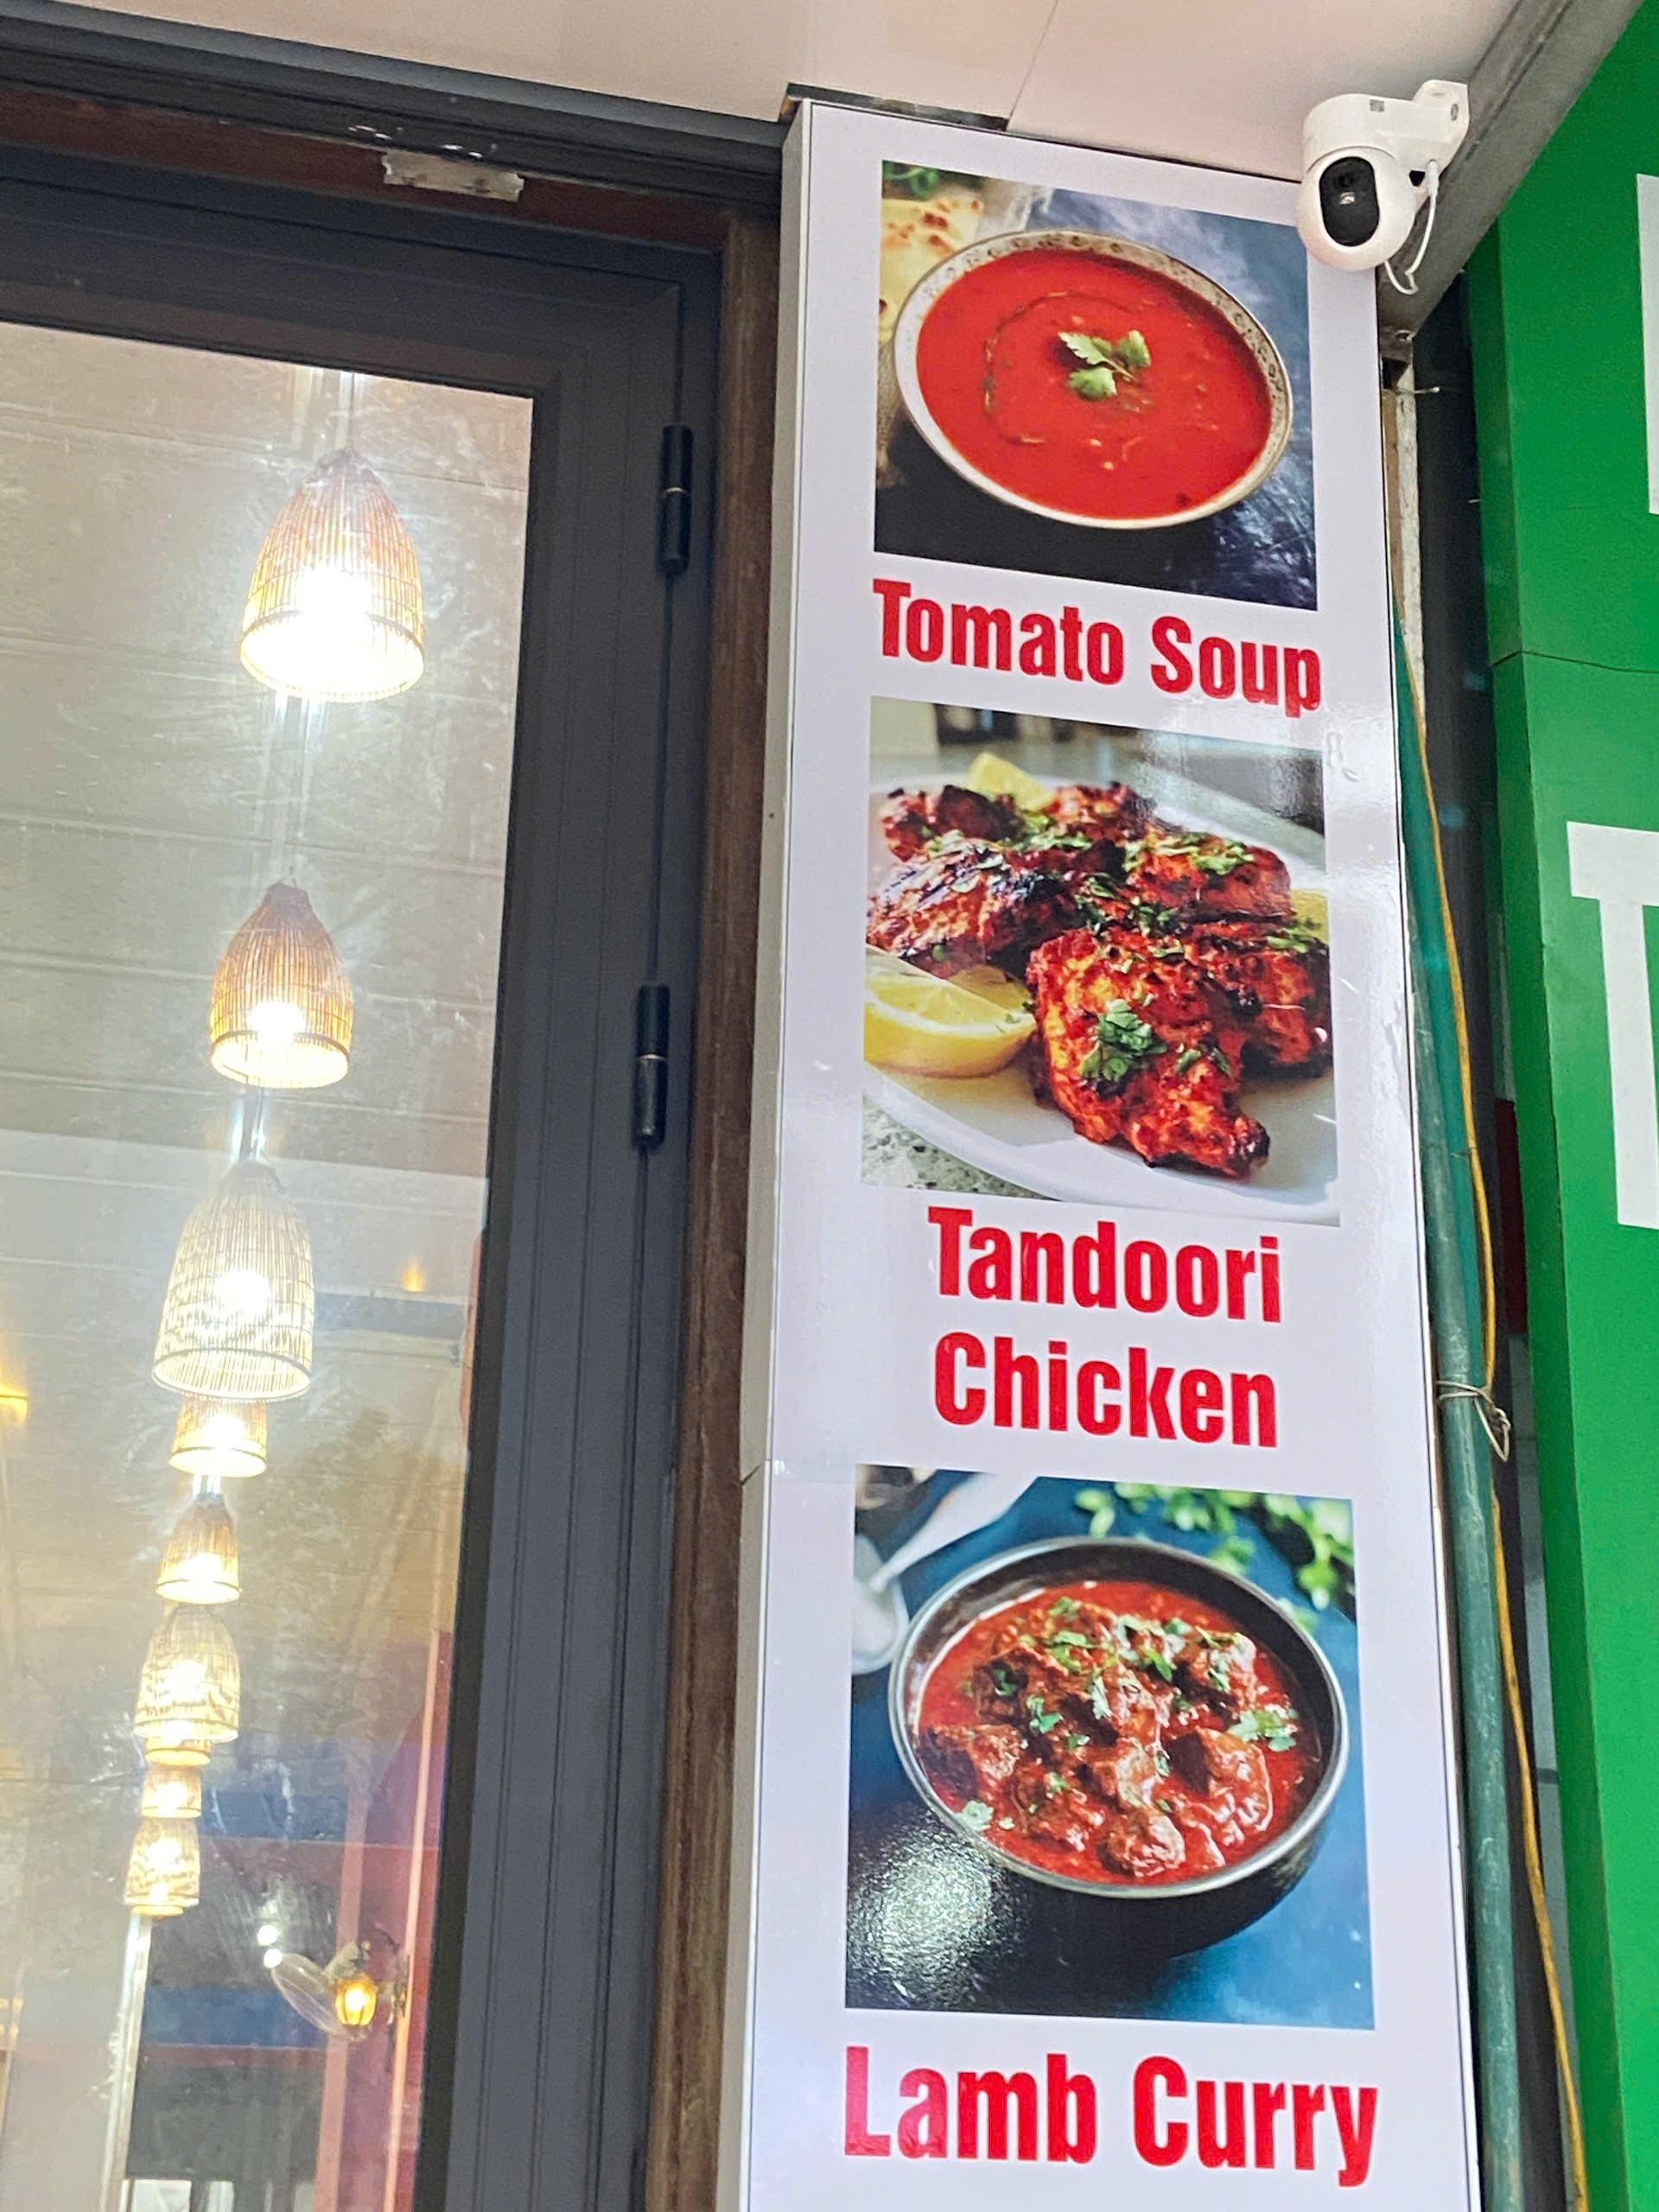 Tomato Soup
Tandoori
Chicken
Lamb Curry